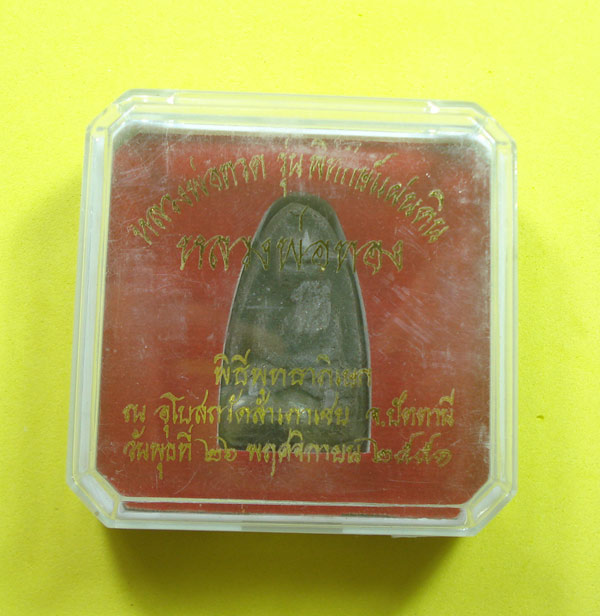 หลวงพ่อทวด รุ่น พิทักษ์แผ่นดิน
หลวงพ่อทอง
พิธีพุทธาภิเษก
ณ อุโบสถวัดสำเภาเชย จ.ปัตตานี
วันพุธที่ ๒๖ พฤศจิกายน ๒๕๕๑